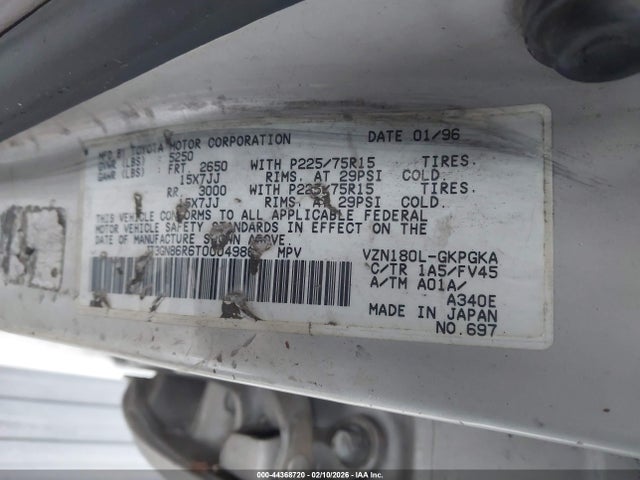 MFD BY TOYOTA MOTOR CORPORATION DATE 01/96
GVWR (LBS) : 5250
GAWR (LBS) : FRT. 2650 WITH P225/75R15 TIRES.
15X7JJ RIMS. AT 29PSI COLD.
RR. 3000 WITH P225/75R15 TIRES.
15X7JJ RIMS. AT 29PSI COLD.
THIS VEHICLE CONFORMS TO ALL APPLICABLE FEDERAL
MOTOR VEHICLE SAFETY STANDARDS IN EFFECT ON THE
DATE OF MANUFACTURE SHOWN ABOVE.
MPV VZN180L-GKPGKA
C/TR 1A5/FV45
A/TM A01A/
A340E
MADE IN JAPAN
NO.697
000-44368720 - 02/10/2026 - IAA Inc.